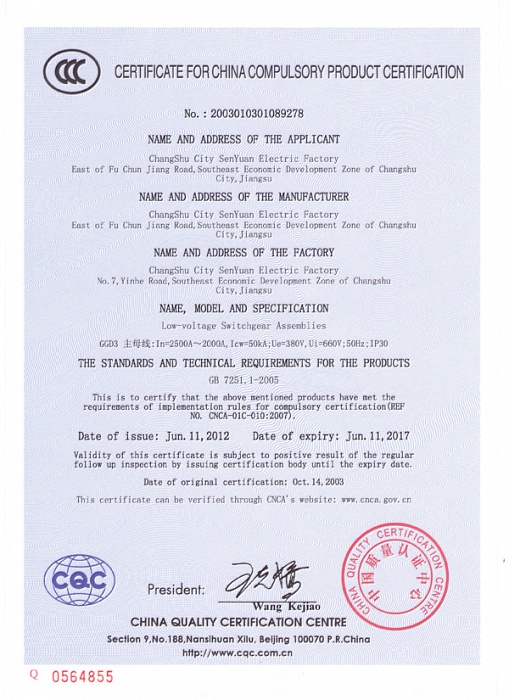 CCC
CERTIFICATE FOR CHINA COMPULSORY PRODUCT CERTIFICATION
No. : 2003010301089278
NAME AND ADDRESS OF THE APPLICANT
ChangShu City SenYuan Electric Factory
East of Fu Chun Jiang Road, Southeast Economic Development Zone of Changshu
City, Jiangsu
NAME AND ADDRESS OF THE MANUFACTURER
ChangShu City SenYuan Electric Factory
East of Fu Chun Jiang Road, Southeast Economic Development Zone of Changshu
City, Jiangsu
NAME AND ADDRESS OF THE FACTORY
ChangShu City SenYuan Electric Factory
No. 7, Yinhe Road, Southeast Economic Development Zone of Changshu
City, Jiangsu
NAME, MODEL AND SPECIFICATION
Low-voltage Switchgear Assemblies
GGD3 主母线:In=2500A～2000A, Icw=50kA;Ue=380V, Ui=660V;50Hz;IP30
THE STANDARDS AND TECHNICAL REQUIREMENTS FOR THE PRODUCTS
GB 7251.1-2005
This is to certify that the above mentioned products have met the
requirements of implementation rules for compulsory certification(REF
NO. CNCA-01C-010:2007).
Date of issue: Jun. 11, 2012 Date of expiry: Jun. 11, 2017
Validity of this certificate is subject to positive result of the regular
follow up inspection by issuing certification body until the expiry date.
Date of original certification: Oct. 14, 2003
This certificate can be verified through CNCA's website: www.cnca.gov.cn
CQC
President:
王克娇
Wang Kejiao
CHINA QUALITY CERTIFICATION CENTRE
中国质量认证中心
CHINA QUALITY CERTIFICATION CENTRE
Section 9, No.188, Nansihuan Xilu, Beijing 100070 P.R.China
http://www.cqc.com.cn
Q 0564855